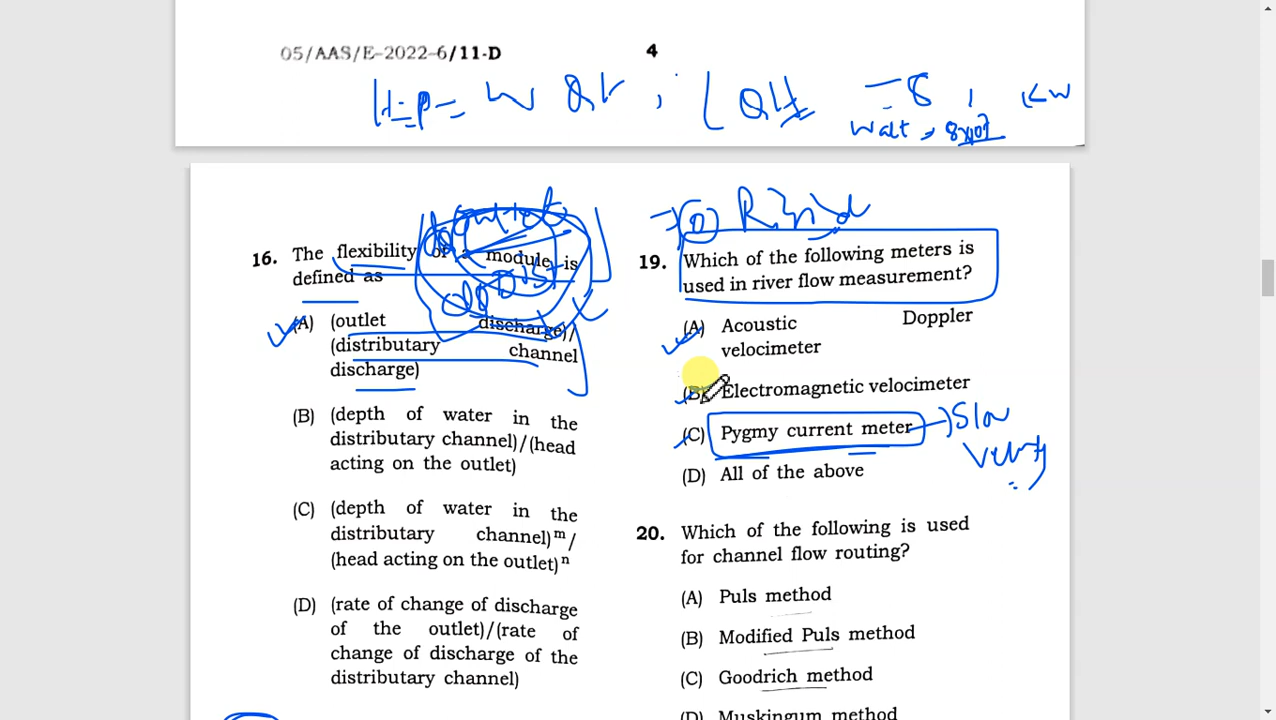 05/AAS/E-2022-6/11-D
4
H-P =
= 8 , KW
watt
16. The flexibility of a module is
defined as
(A) (outlet discharge)/
(distributary channel
discharge)
(B) (depth of water in the
distributary channel)/(head
acting on the outlet)
(C) (depth of water in the
distributary channel)ᵐ/
(head acting on the outlet)ⁿ
(D) (rate of change of discharge
of the outlet)/(rate of
change of discharge of the
distributary channel)
19. Which of the following meters is
used in river flow measurement?
(A) Acoustic Doppler
velocimeter
(B) Electromagnetic velocimeter
(C) Pygmy current meter
(D) All of the above
20. Which of the following is used
for channel flow routing?
(A) Puls method
(B) Modified Puls method
(C) Goodrich method
(D) Muskingum method